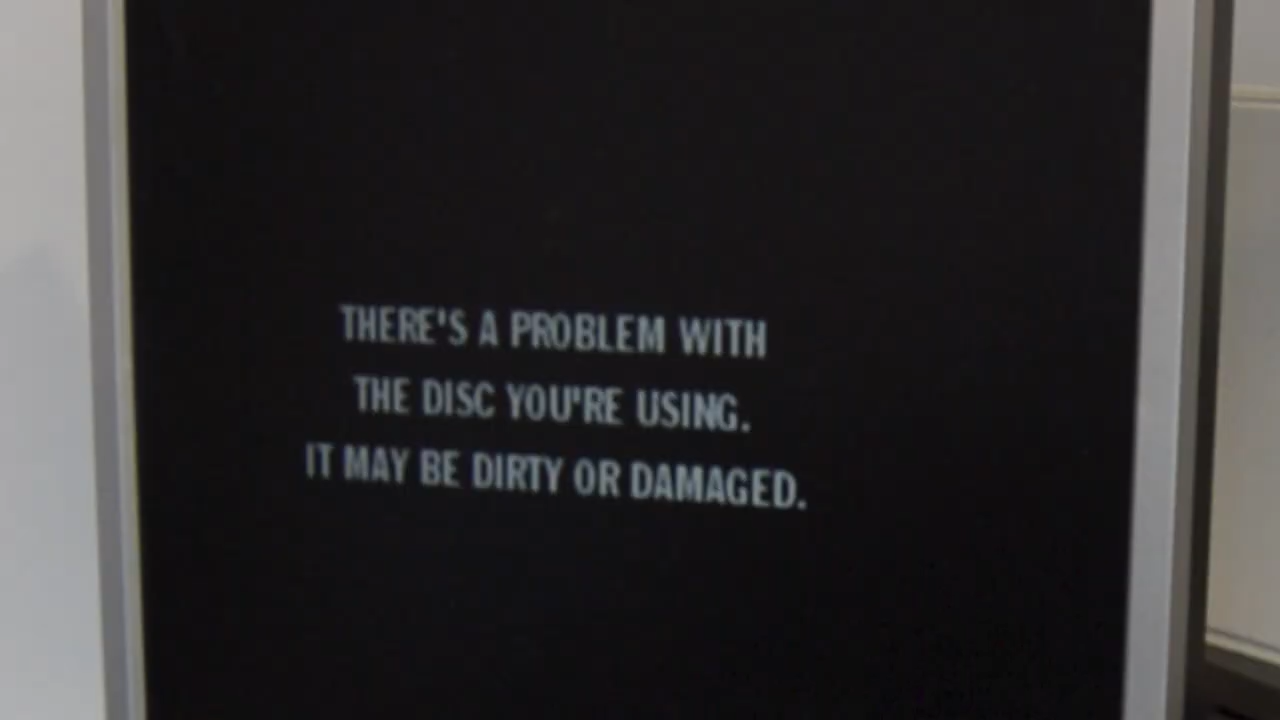 THERE'S A PROBLEM WITH
THE DISC YOU'RE USING.
IT MAY BE DIRTY OR DAMAGED.